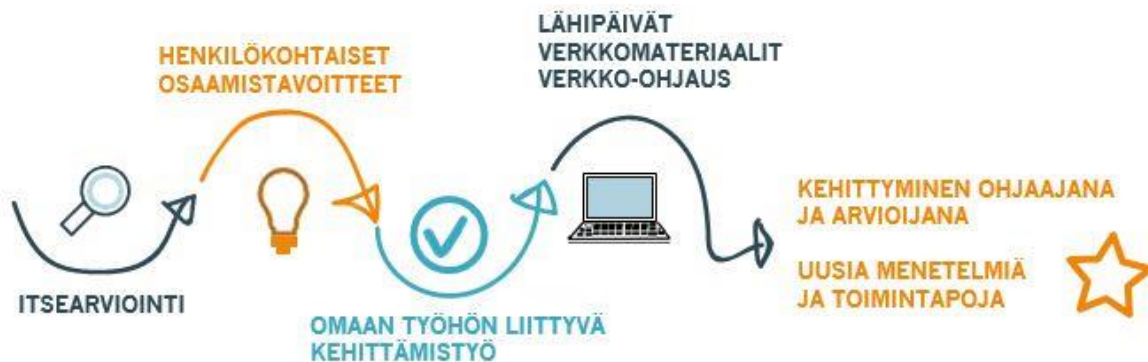 ITSEARVIOINTI
HENKILÖKOHTAISET
OSAAMISTAVOITTEET
OMAAN TYÖHÖN LIITTYVÄ
KEHITTÄMISTYÖ
LÄHIPÄIVÄT
VERKKOMATERIAALIT
VERKKO-OHJAUS
KEHITTYMINEN OHJAAJANA
JA ARVIOIJANA
UUSIA MENETELMIÄ
JA TOIMINTAPOJA